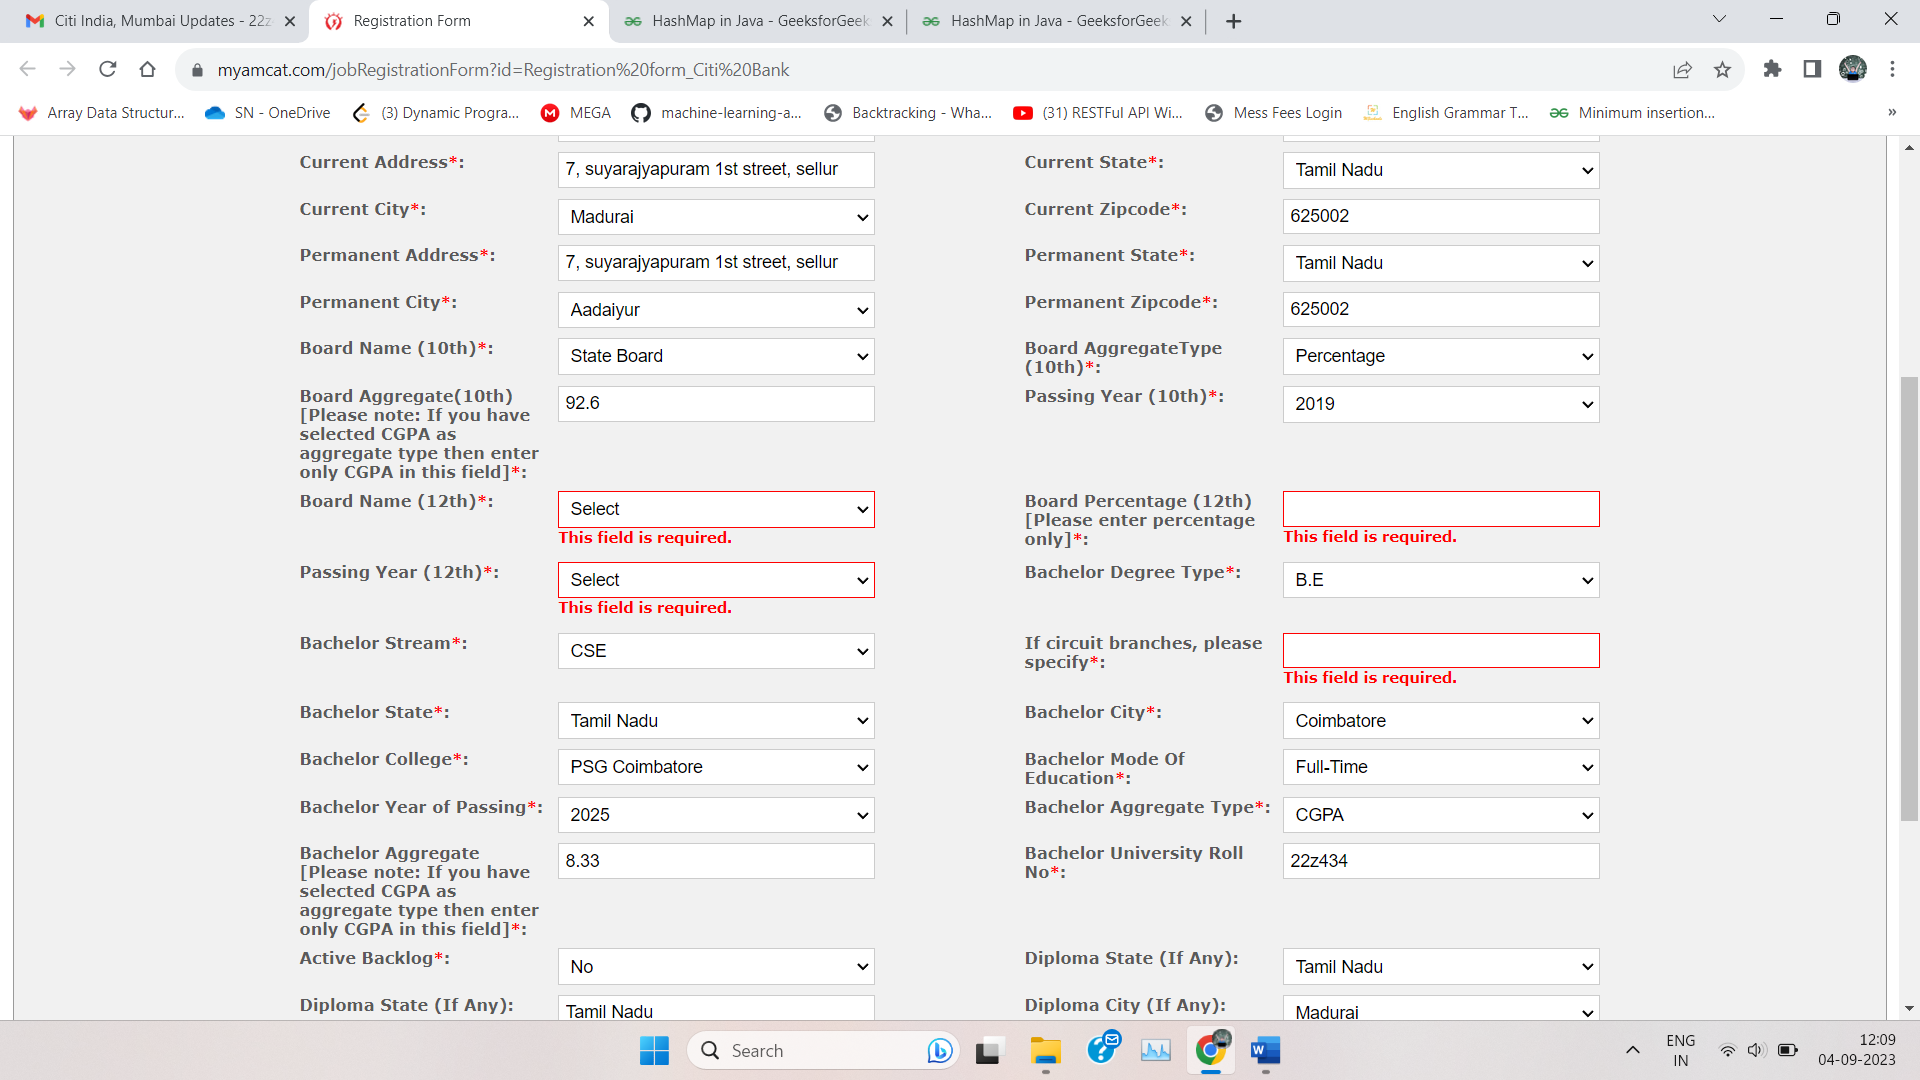 Citi India, Mumbai Updates - 22z
Registration Form
HashMap in Java - GeeksforGeek
HashMap in Java - GeeksforGeek
myamcat.com/jobRegistrationForm?id=Registration%20form_Citi%20Bank
Array Data Structur...
SN - OneDrive
(3) Dynamic Progra...
MEGA
machine-learning-a...
Backtracking - Wha...
(31) RESTFul API Wi...
Mess Fees Login
English Grammar T...
Minimum insertion...
»
Current Address*:
7, suyarajyapuram 1st street, sellur
Current State*:
Tamil Nadu
Current City*:
Madurai
Current Zipcode*:
625002
Permanent Address*:
7, suyarajyapuram 1st street, sellur
Permanent State*:
Tamil Nadu
Permanent City*:
Aadaiyur
Permanent Zipcode*:
625002
Board Name (10th)*:
State Board
Board AggregateType
(10th)*:
Percentage
Board Aggregate(10th)
[Please note: If you have
selected CGPA as
aggregate type then enter
only CGPA in this field]*:
92.6
Passing Year (10th)*:
2019
Board Name (12th)*:
Select
This field is required.
Board Percentage (12th)
[Please enter percentage
only]*:
This field is required.
Passing Year (12th)*:
Select
This field is required.
Bachelor Degree Type*:
B.E
Bachelor Stream*:
CSE
If circuit branches, please
specify*:
This field is required.
Bachelor State*:
Tamil Nadu
Bachelor City*:
Coimbatore
Bachelor College*:
PSG Coimbatore
Bachelor Mode Of
Education*:
Full-Time
Bachelor Year of Passing*:
2025
Bachelor Aggregate Type*:
CGPA
Bachelor Aggregate
[Please note: If you have
selected CGPA as
aggregate type then enter
only CGPA in this field]*:
8.33
Bachelor University Roll
No*:
22z434
Active Backlog*:
No
Diploma State (If Any):
Tamil Nadu
Diploma State (If Any):
Tamil Nadu
Diploma City (If Any):
Madurai
Search
ENG
IN
12:09
04-09-2023